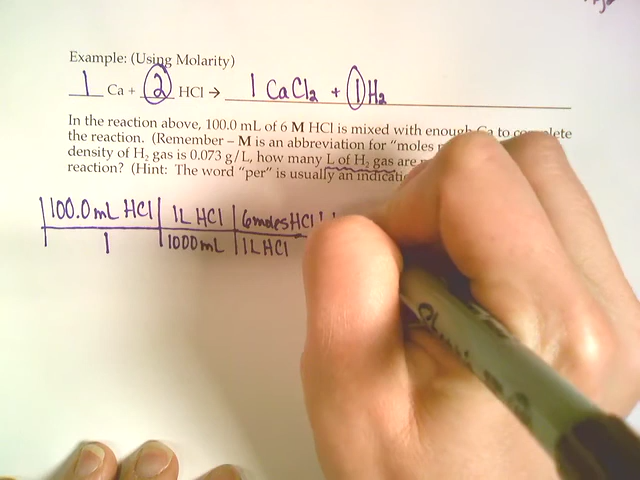 Example: (Using Molarity)
1 Ca + 2 HCl → 1 CaCl₂ + 1 H₂
In the reaction above, 100.0 mL of 6 M HCl is mixed with enough Ca to
the reaction. (Remember – M is an abbreviation for "moles
density of H₂ gas is 0.073 g/L, how many L of H₂ gas are
reaction? (Hint: The word "per" is usually an
100.0 mL HCl | 1L HCl | 6 moles HCl
1 | 1000 mL | 1 L HCl